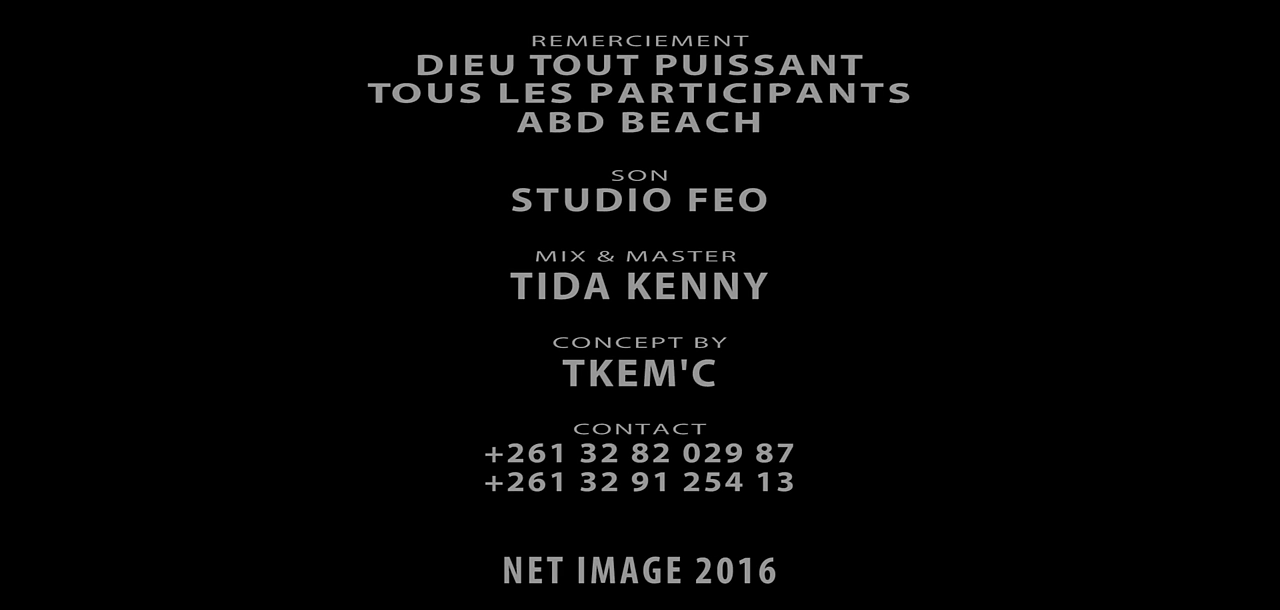 REMERCIEMENT
DIEU TOUT PUISSANT
TOUS LES PARTICIPANTS
ABD BEACH
SON
STUDIO FEO
MIX & MASTER
TIDA KENNY
CONCEPT BY
TKEM'C
CONTACT
+261 32 82 029 87
+261 32 91 254 13
NET IMAGE 2016